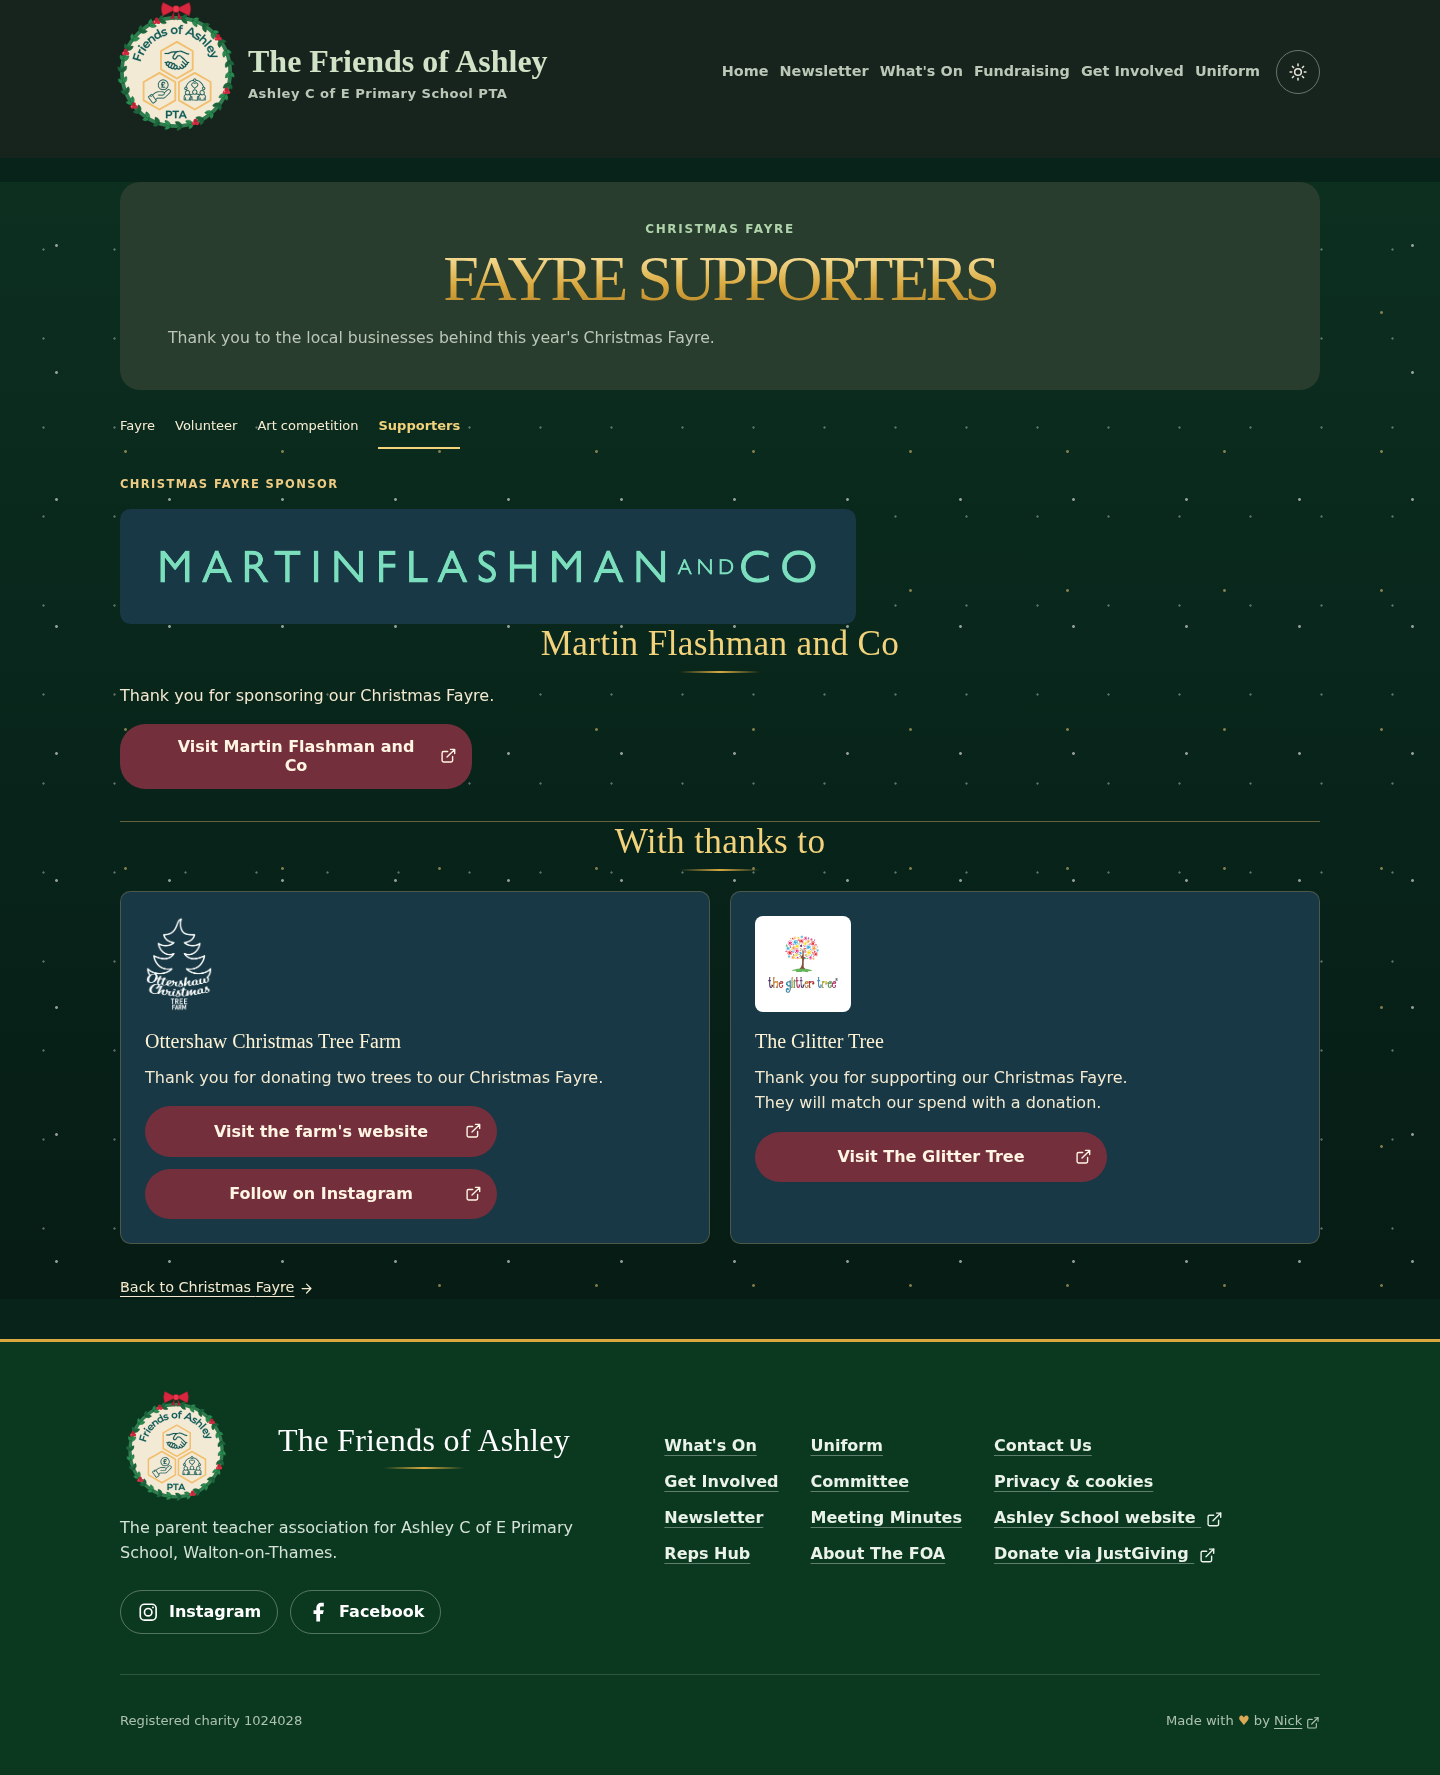 Friends of Ashley
PTA
The Friends of Ashley
Ashley C of E Primary School PTA
Home Newsletter What's On Fundraising Get Involved Uniform
CHRISTMAS FAYRE
FAYRE SUPPORTERS
Thank you to the local businesses behind this year's Christmas Fayre.
Fayre Volunteer Art competition Supporters
CHRISTMAS FAYRE SPONSOR
MARTINFLASHMANANDCO
Martin Flashman and Co
Thank you for sponsoring our Christmas Fayre.
Visit Martin Flashman and
Co
With thanks to
Ottershaw
Christmas
TREE
FARM
Ottershaw Christmas Tree Farm
Thank you for donating two trees to our Christmas Fayre.
Visit the farm's website
Follow on Instagram
the glitter tree
The Glitter Tree
Thank you for supporting our Christmas Fayre.
They will match our spend with a donation.
Visit The Glitter Tree
Back to Christmas Fayre
Friends of Ashley
PTA
The Friends of Ashley
The parent teacher association for Ashley C of E Primary
School, Walton-on-Thames.
Instagram Facebook
What's On
Get Involved
Newsletter
Reps Hub
Uniform
Committee
Meeting Minutes
About The FOA
Contact Us
Privacy & cookies
Ashley School website
Donate via JustGiving
Registered charity 1024028
Made with ♥ by Nick